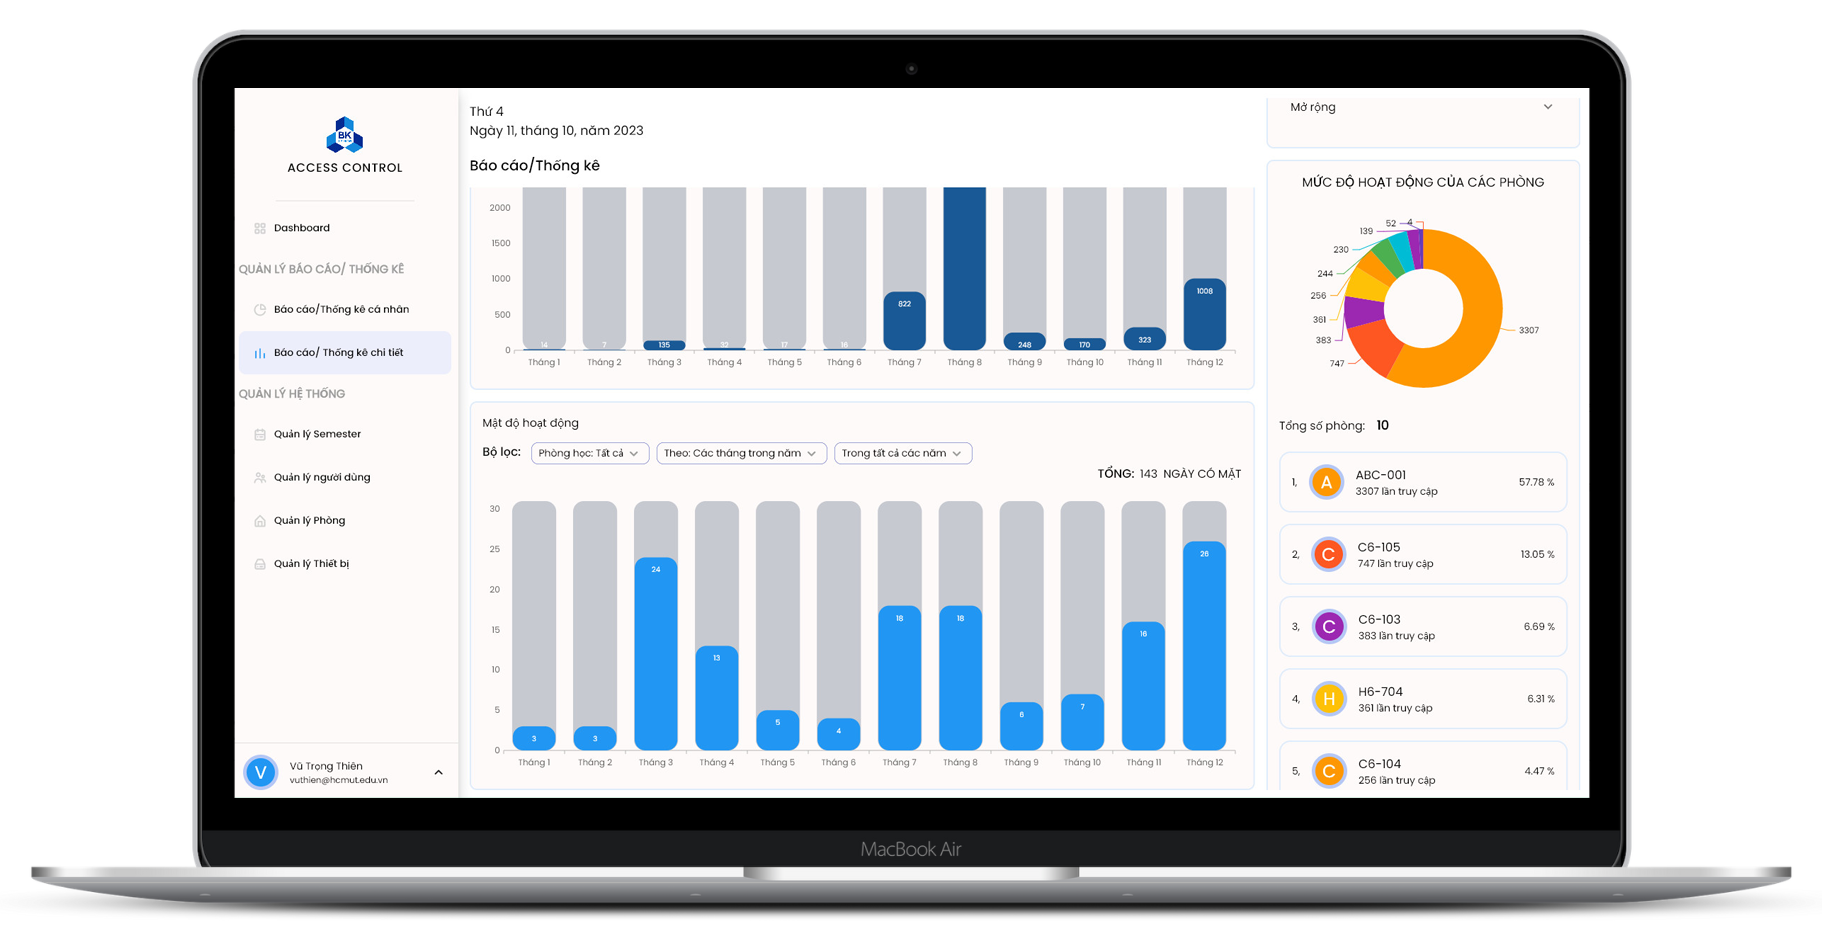 BK
ACCESS CONTROL
Dashboard
QUẢN LÝ BÁO CÁO/ THỐNG KÊ
Báo cáo/Thống kê cá nhân
Báo cáo/ Thống kê chi tiết
QUẢN LÝ HỆ THỐNG
Quản lý Semester
Quản lý người dùng
Quản lý Phòng
Quản lý Thiết bị
V
Vũ Trọng Thiên
vuthien@hcmut.edu.vn
Thứ 4
Ngày 11, tháng 10, năm 2023
Báo cáo/Thống kê
2000
1500
1000
500
0
14
7
135
33
17
16
822
248
170
323
1008
Tháng 1
Tháng 2
Tháng 3
Tháng 4
Tháng 5
Tháng 6
Tháng 7
Tháng 8
Tháng 9
Tháng 10
Tháng 11
Tháng 12
Mật độ hoạt động
Bộ lọc:
Phòng học: Tất cả
Theo: Các tháng trong năm
Trong tất cả các năm
TỔNG: 143 NGÀY CÓ MẶT
30
25
20
15
10
5
0
3
3
24
13
5
4
18
18
6
7
16
26
Tháng 1
Tháng 2
Tháng 3
Tháng 4
Tháng 5
Tháng 6
Tháng 7
Tháng 8
Tháng 9
Tháng 10
Tháng 11
Tháng 12
Mở rộng
MỨC ĐỘ HOẠT ĐỘNG CỦA CÁC PHÒNG
4
52
139
230
244
256
361
383
747
3307
Tổng số phòng: 10
1,
A
ABC-001
3307 lần truy cập
57.78 %
2,
C
C6-105
747 lần truy cập
13.05 %
3,
C
C6-103
383 lần truy cập
6.69 %
4,
H
H6-704
361 lần truy cập
6.31 %
5,
C
C6-104
256 lần truy cập
4.47 %
MacBook Air